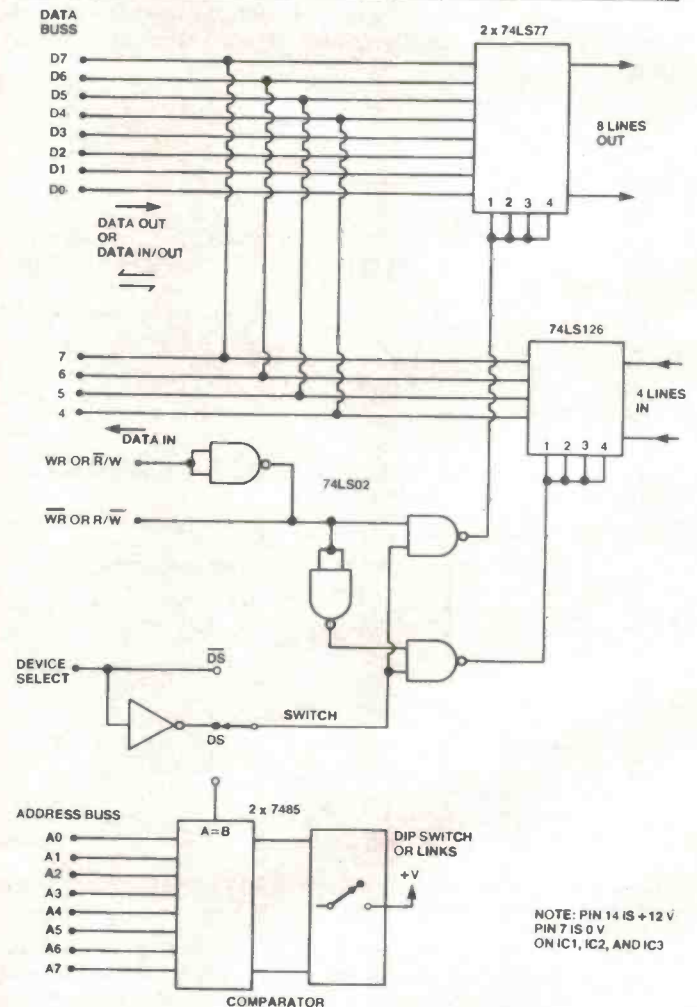 DATA
BUSS
2 x 74LS77
D7
D6
D5
D4
D3
D2
D1
D0
8 LINES
OUT
1 2 3 4
DATA OUT
OR
DATA IN/OUT
74LS126
7
6
5
4
4 LINES
IN
1 2 3 4
DATA IN
WR OR R̅/W
74LS02
W̅R̅ OR R/W̅
DEVICE
SELECT
D̅S̅
SWITCH
DS
ADDRESS BUSS
2 x 7485
A=B
DIP SWITCH
OR LINKS
+V
A0
A1
A2
A3
A4
A5
A6
A7
COMPARATOR
NOTE: PIN 14 IS +12 V
PIN 7 IS 0 V
ON IC1, IC2, AND IC3